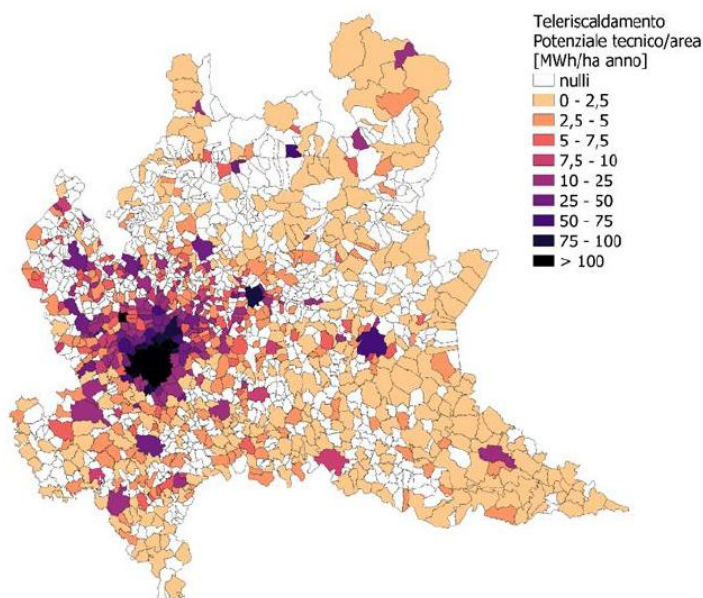 Teleriscaldamento
Potenziale tecnico/area
[MWh/ha anno]
nulli
0 - 2,5
2,5 - 5
5 - 7,5
7,5 - 10
10 - 25
25 - 50
50 - 75
75 - 100
> 100